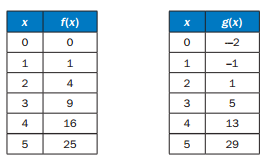 x f(x) x g(x)
0 0 0 –2
1 1 1 –1
2 4 2 1
3 9 3 5
4 16 4 13
5 25 5 29